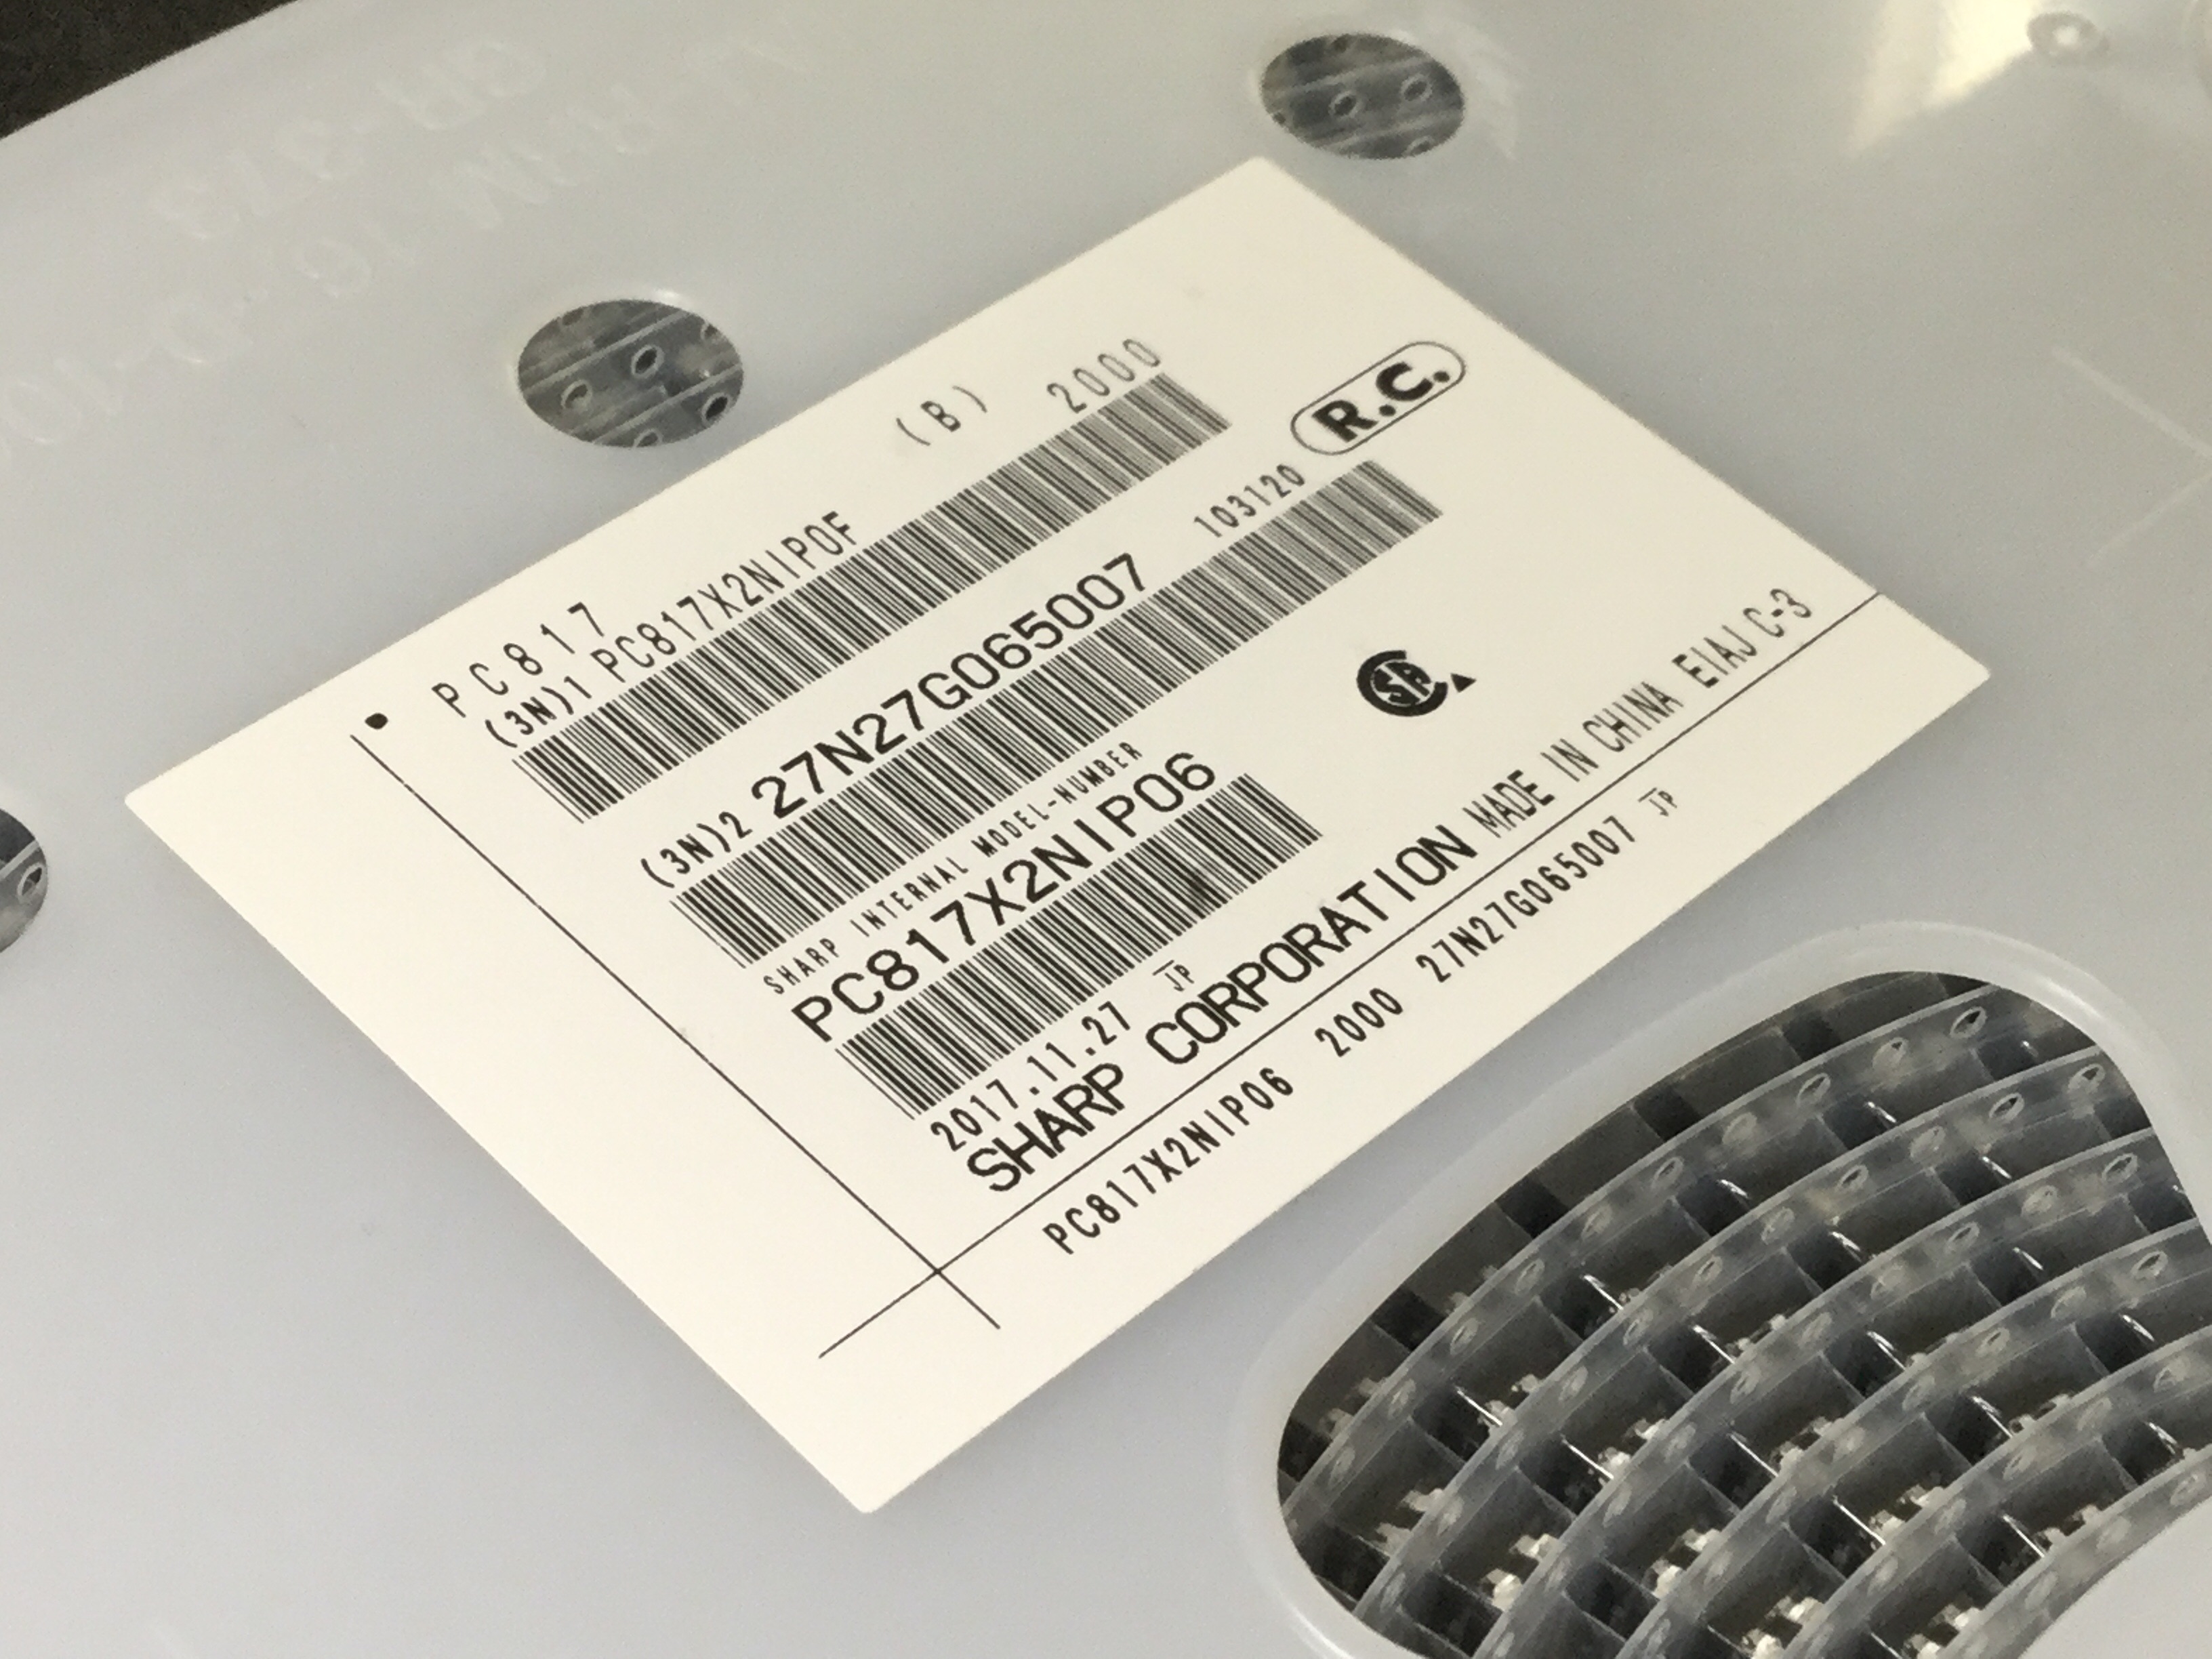 PC817 (B) 2000
(3N)1 PC817X2NIP0F
R.C.
(3N)2 27N27G065007 103120
SHARP INTERNAL MODEL-NUMBER
PC817X2NIP06
2017.11.27 JP
SHARP CORPORATION MADE IN CHINA EIAJ C-3
PC817X2NIP06 2000 27N27G065007 JP